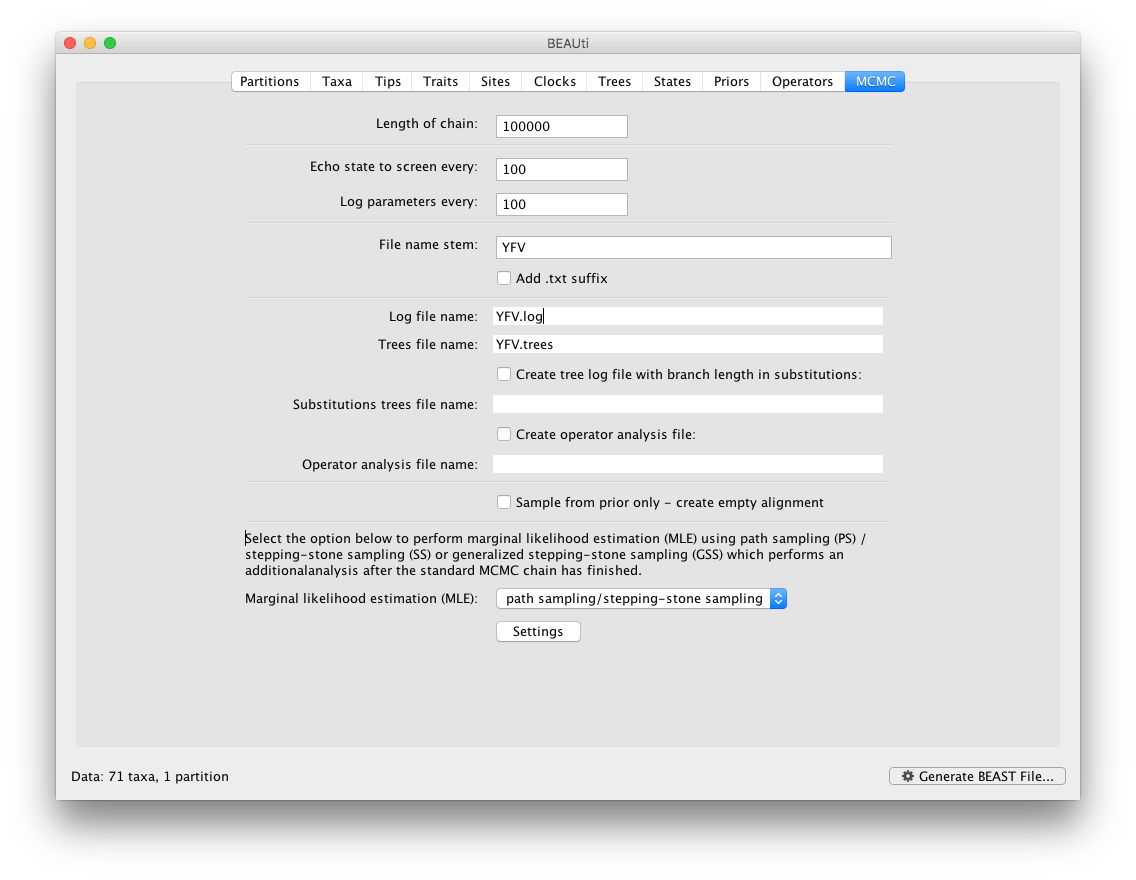 BEAUti
Partitions Taxa Tips Traits Sites Clocks Trees States Priors Operators MCMC
Length of chain: 100000
Echo state to screen every: 100
Log parameters every: 100
File name stem: YFV
Add .txt suffix
Log file name: YFV.log
Trees file name: YFV.trees
Create tree log file with branch length in substitutions:
Substitutions trees file name:
Create operator analysis file:
Operator analysis file name:
Sample from prior only - create empty alignment
Select the option below to perform marginal likelihood estimation (MLE) using path sampling (PS) /
stepping-stone sampling (SS) or generalized stepping-stone sampling (GSS) which performs an
additionalanalysis after the standard MCMC chain has finished.
Marginal likelihood estimation (MLE): path sampling/stepping-stone sampling
Settings
Data: 71 taxa, 1 partition
Generate BEAST File...